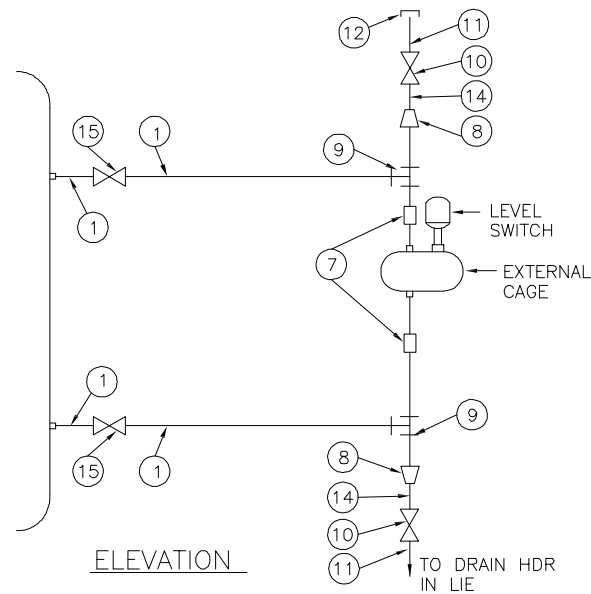 11
12
10
14
15
1
8
9
1
LEVEL
SWITCH
7
EXTERNAL
CAGE
1
9
15
1
8
14
10
11
TO DRAIN HDR
IN LIE
ELEVATION